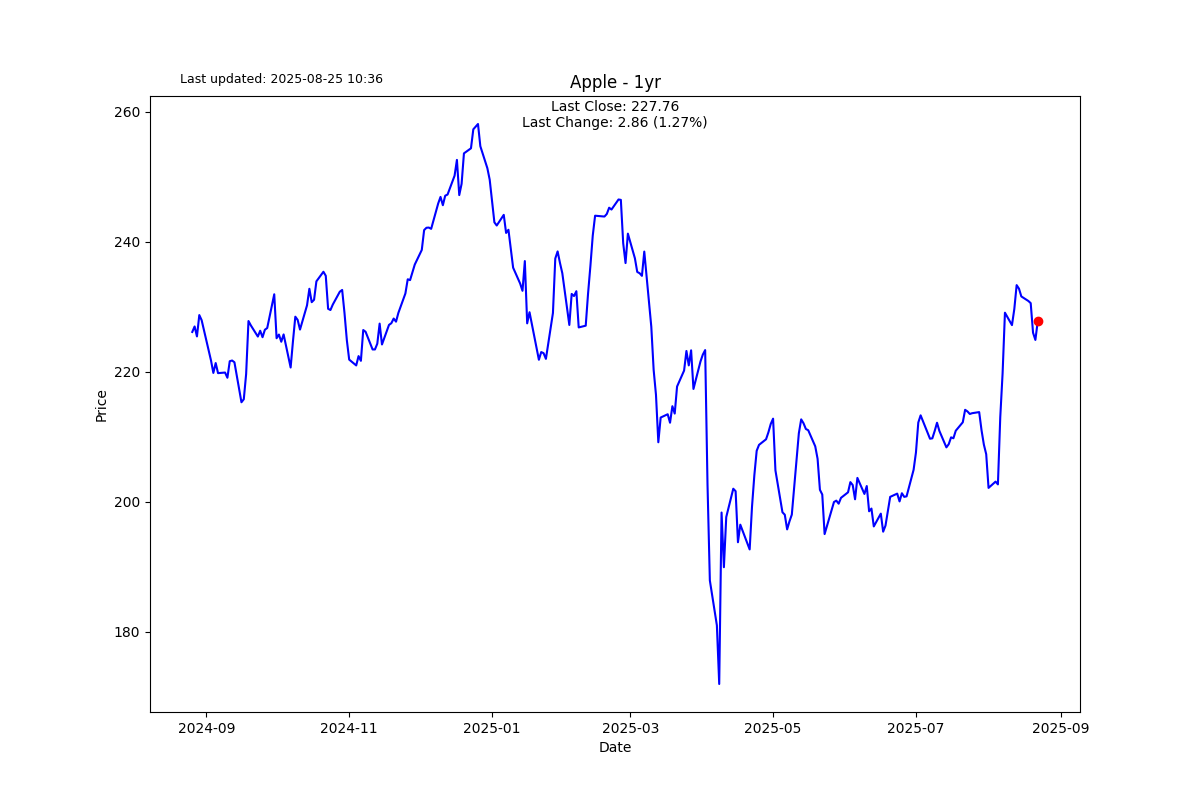 Last updated: 2025-08-25 10:36
Apple - 1yr
Last Close: 227.76
Last Change: 2.86 (1.27%)
260
240
220
200
180
Price
2024-09
2024-11
2025-01
2025-03
2025-05
2025-07
2025-09
Date